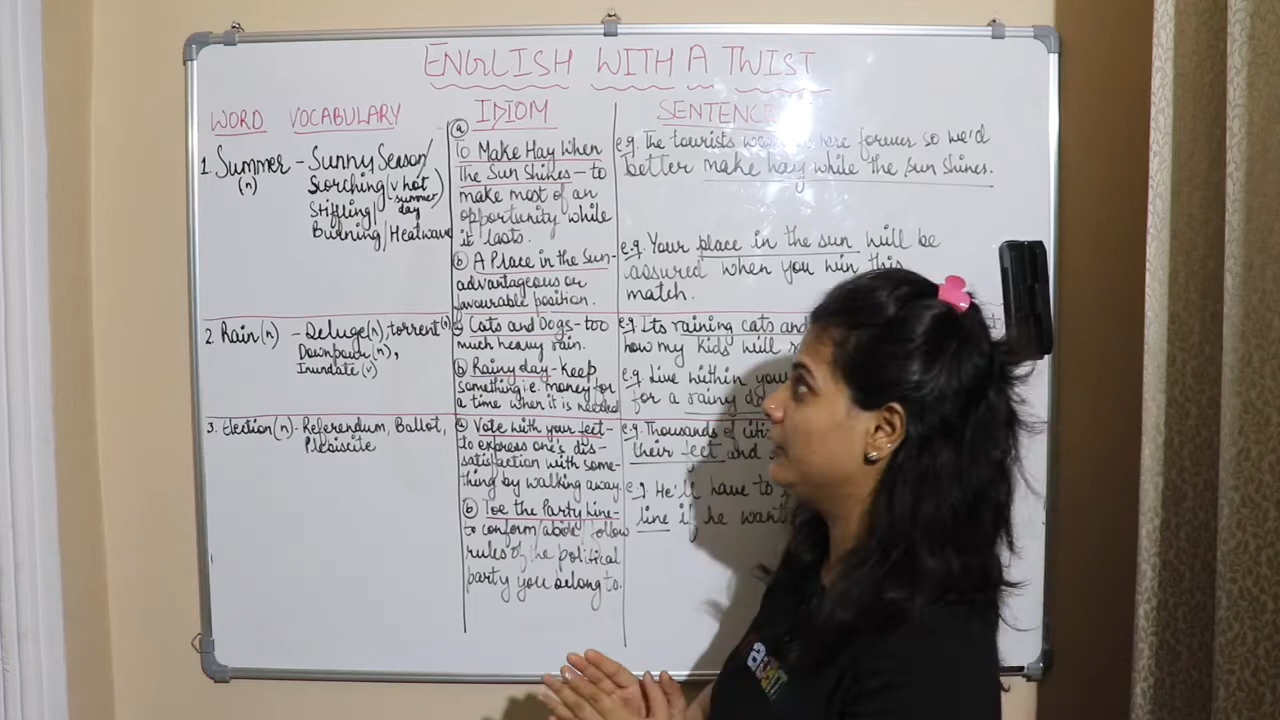 ENGLISH WITH A TWIST
WORD VOCABULARY IDIOM SENTENCE
1. Summer (n) – Sunny Season/
Scorching (v hot summer day)
Stifling/
Burning/Heatwave
a
To Make Hay When
The Sun Shines – to
make most of an
opportunity while
it lasts.
e.g. The tourists here forever so we'd
better make hay while the sun shines.
b A Place in the Sun-
advantageous or
favourable position.
e.g. Your place in the sun will be
assured when you win this
match.
2. Rain (n) – Deluge (n), torrent (n)
Downpour (n),
Inundate (v)
Cats and Dogs – too
much heavy rain.
e.g. Its raining cats and
how my kids will
b Rainy day – keep
something i.e. money for
a time when it is needed
e.g. Live within your
for a rainy
3. Election (n) - Referendum, Ballot,
Plebiscite
a Vote with your feet –
to express one's dis-
satisfaction with some-
thing by walking away.
e.g. Thousands of
their feet and
b Toe the Party Line-
to conform/abide/follow
rules of the political
party you belong to.
e.g. He'll have to
line if he